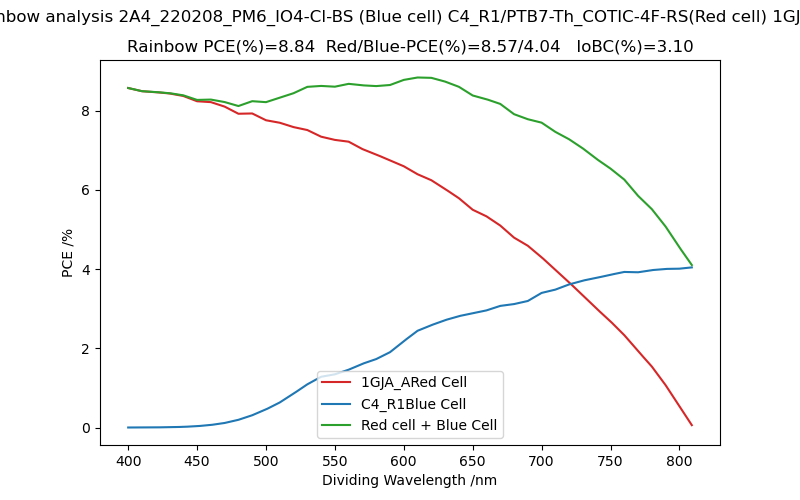 nbow analysis 2A4_220208_PM6_IO4-Cl-BS (Blue cell) C4_R1/PTB7-Th_COTIC-4F-RS(Red cell) 1GJ
Rainbow PCE(%)=8.84 Red/Blue-PCE(%)=8.57/4.04 IoBC(%)=3.10
PCE /%
8
6
4
2
0
1GJA_ARed Cell
C4_R1Blue Cell
Red cell + Blue Cell
400 450 500 550 600 650 700 750 800
Dividing Wavelength /nm